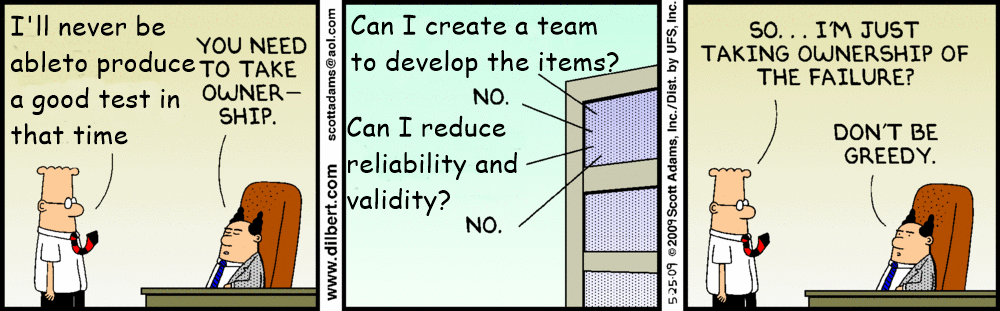 I'll never be
ableto produce
a good test in
that time
YOU NEED
TO TAKE
OWNER-
SHIP.
www.dilbert.com scottadams@aol.com
Can I create a team
to develop the items?
NO.
Can I reduce
reliability and
validity?
NO.
5-25-09 ©2009 Scott Adams, Inc./Dist. by UFS, Inc.
SO... I'M JUST
TAKING OWNERSHIP OF
THE FAILURE?
DON'T BE
GREEDY.